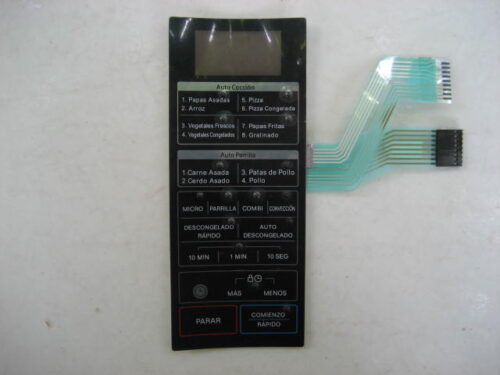 Auto Cocción
1. Papas Asadas 5. Pizza
2. Arroz 6. Pizza Congelada
3. Vegetales Frescos 7. Papas Fritas
4. Vegetales Congelados 8. Gratinado
Auto Parrilla
1 Carne Asada 3. Patas de Pollo
2 Cerdo Asado 4. Pollo
MICRO PARRILLA COMBI CONVECCIÓN
DESCONGELADO AUTO
RÁPIDO DESCONGELADO
10 MIN 1 MIN 10 SEG
MAS MENOS
PARAR COMIENZO
RAPIDO